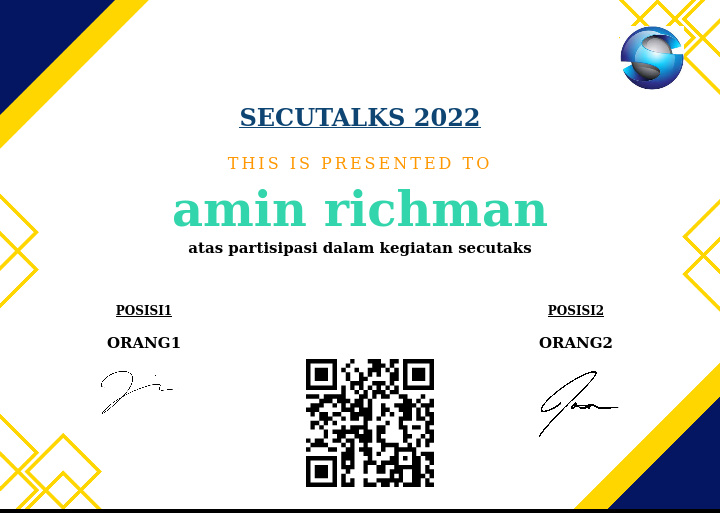 SECUTALKS 2022
THIS IS PRESENTED TO
amin richman
atas partisipasi dalam kegiatan secutaks
POSISI1
POSISI2
ORANG1
ORANG2